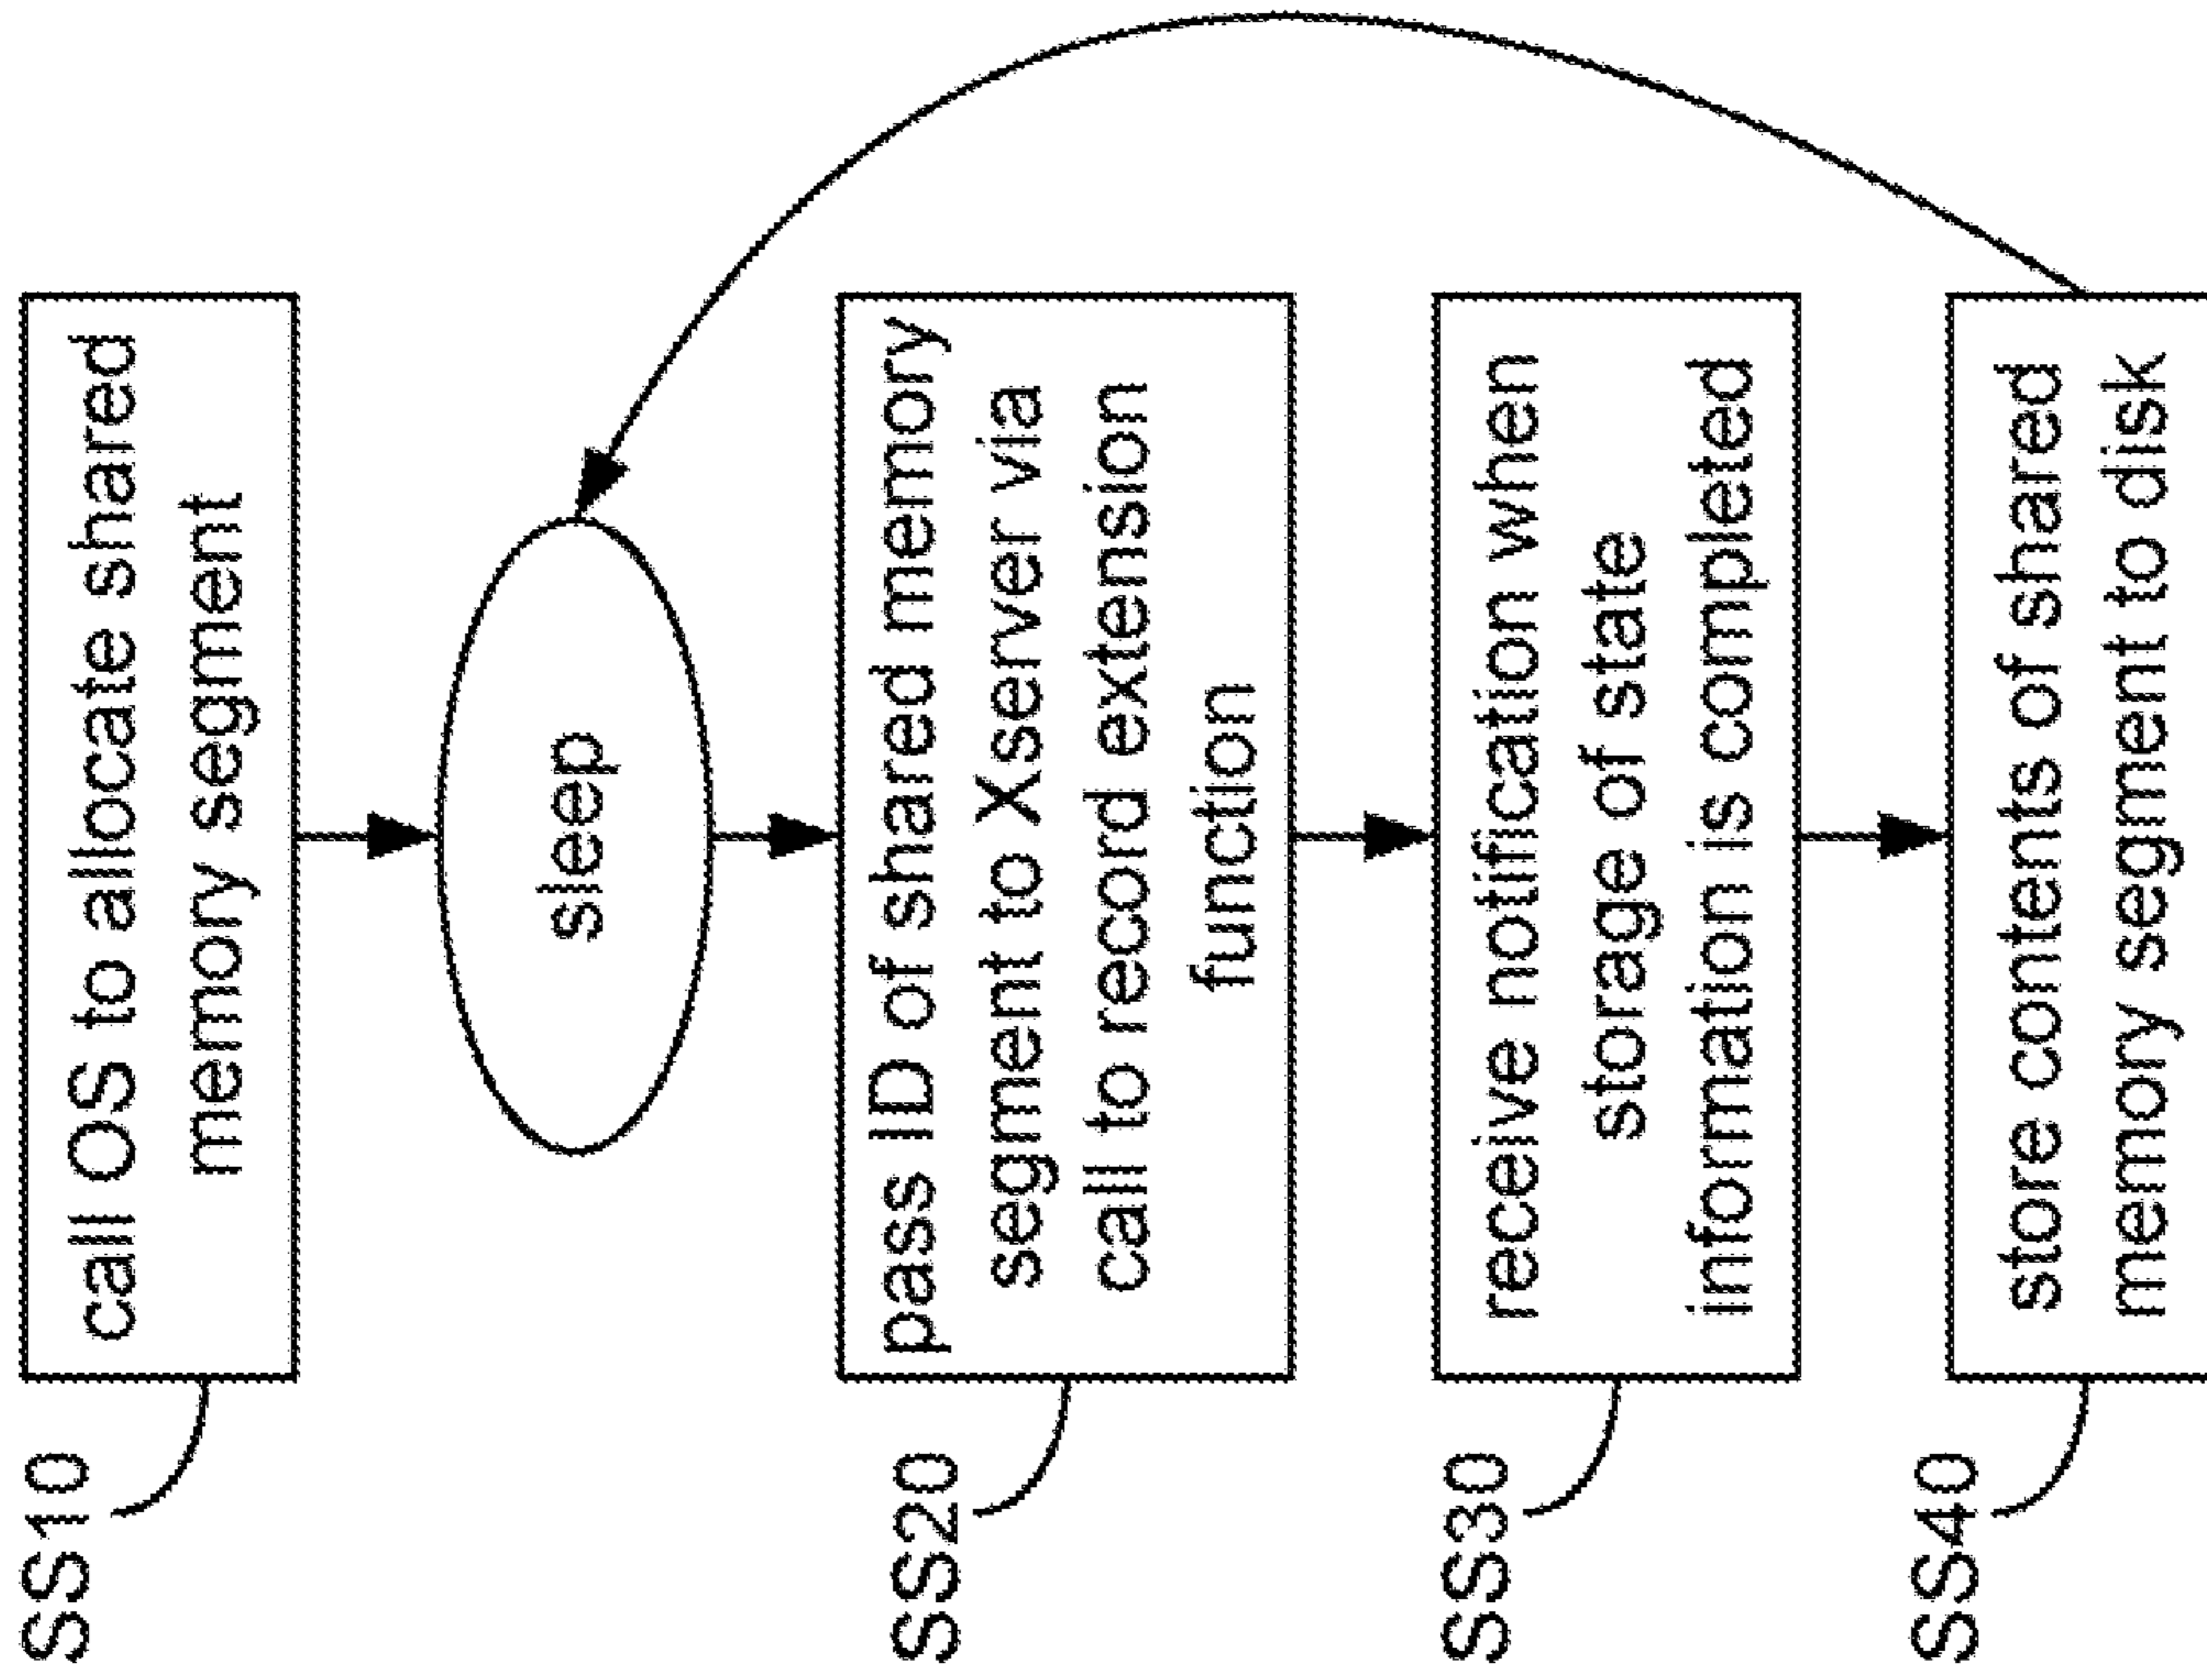 SS10
call OS to allocate shared
memory segment
sleep
SS20
pass ID of shared memory
segment to Xserver via
call to record extension
function
SS30
receive notification when
storage of state
information is completed
SS40
store contents of shared
memory segment to disk